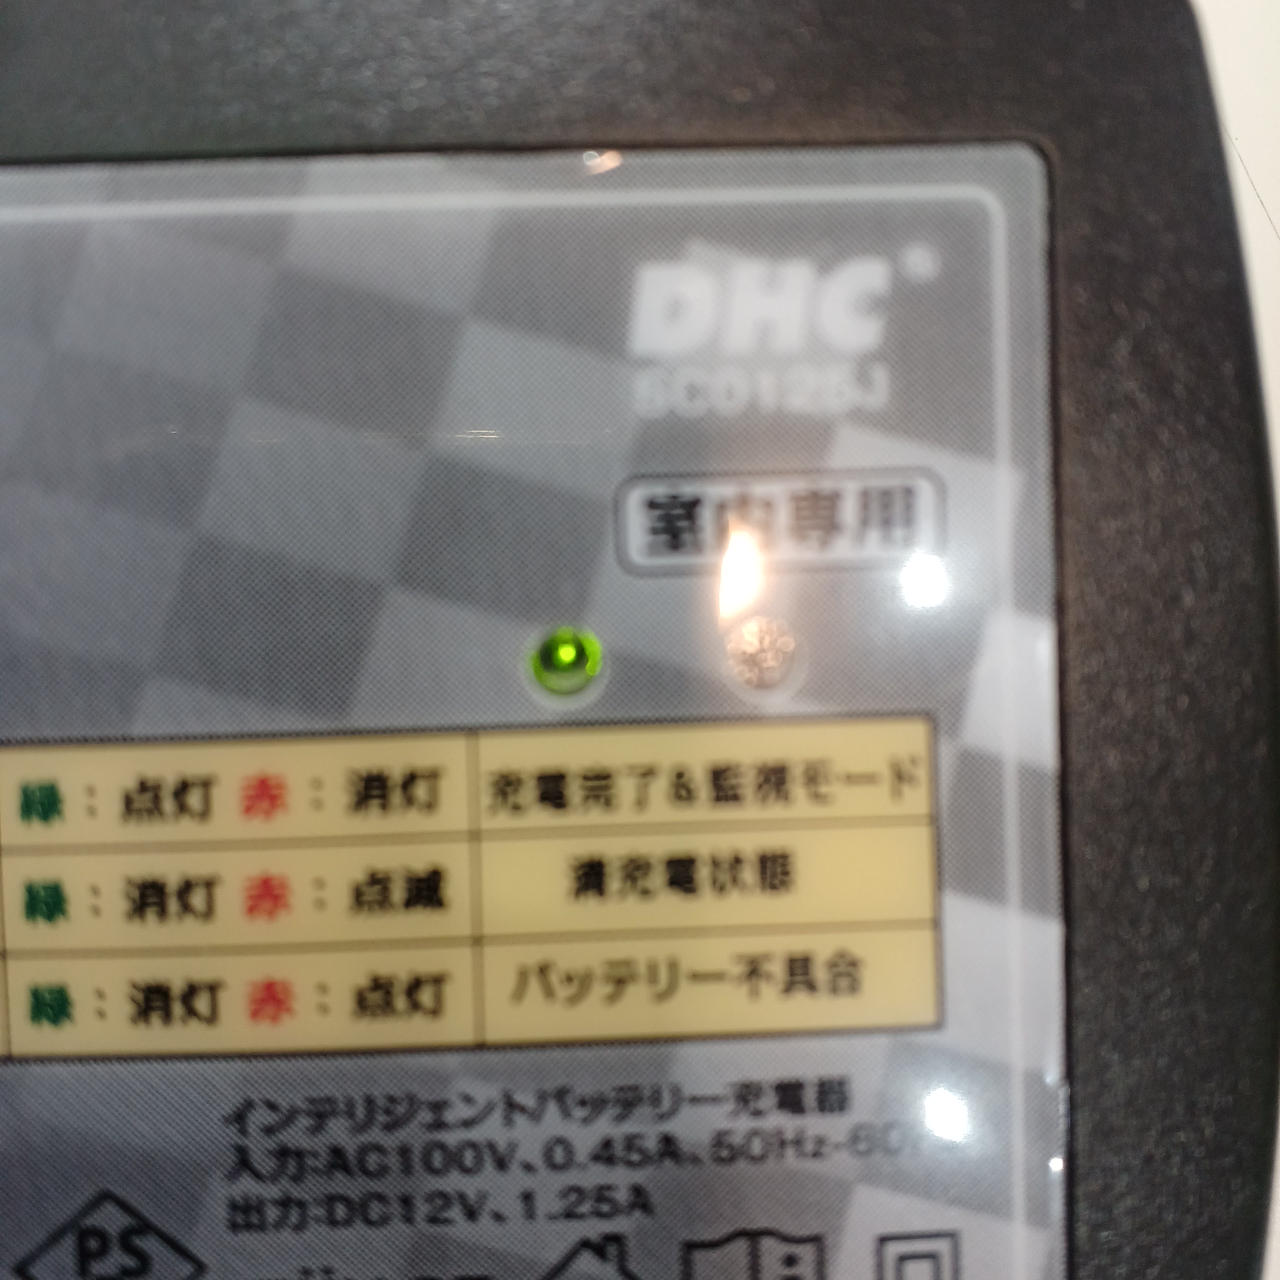 DHC®
SC0125J
室内専用
緑：点灯 赤：消灯 充電完了&監視モード
緑：消灯 赤：点滅 満充電状態
緑：消灯 赤：点灯 バッテリー不具合
インテリジェントバッテリー充電器
入力:AC100V、0.45A、50Hz-60
出力:DC12V、1.25A
PS